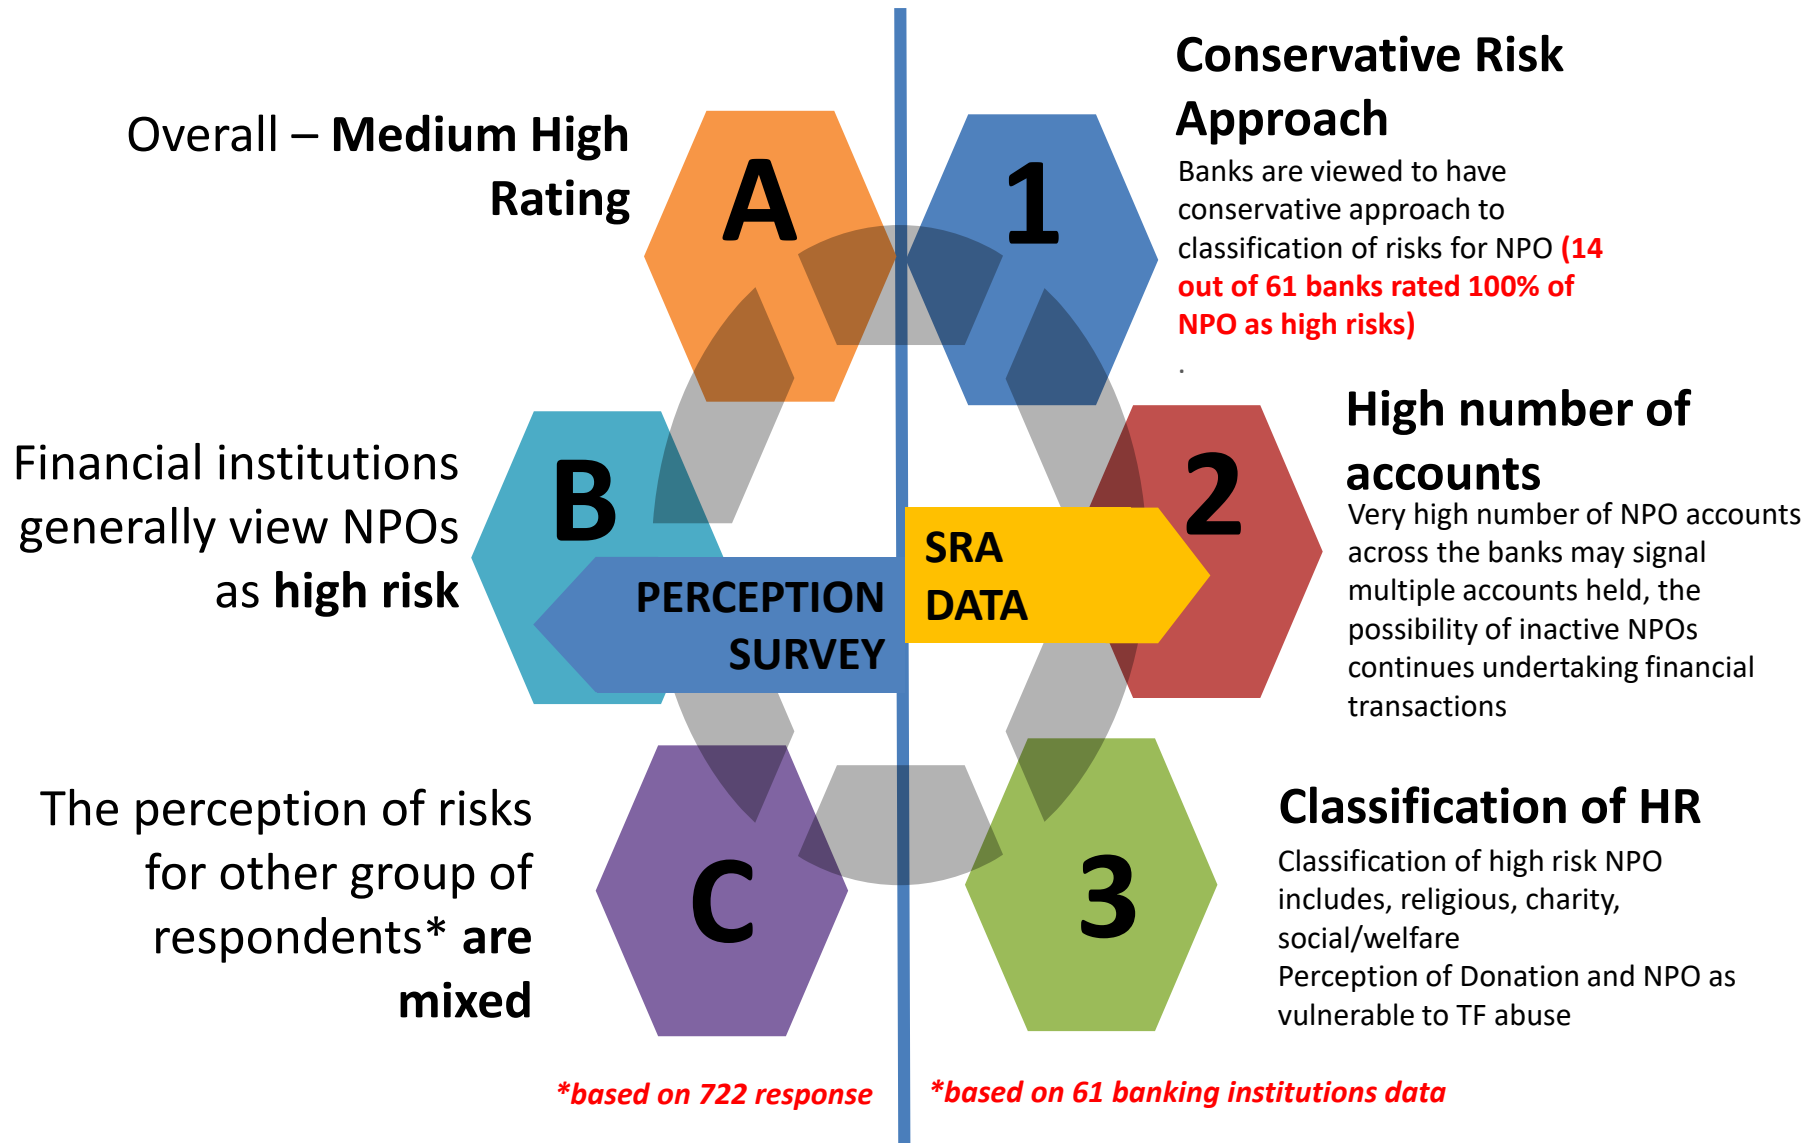 Overall – Medium High
Rating
A
Financial institutions
generally view NPOs
as high risk
B
PERCEPTION
SURVEY
The perception of risks
for other group of
respondents* are
mixed
C
*based on 722 response
1
Conservative Risk
Approach
Banks are viewed to have
conservative approach to
classification of risks for NPO (14
out of 61 banks rated 100% of
NPO as high risks)
.
SRA
DATA
2
High number of
accounts
Very high number of NPO accounts
across the banks may signal
multiple accounts held, the
possibility of inactive NPOs
continues undertaking financial
transactions
3
Classification of HR
Classification of high risk NPO
includes, religious, charity,
social/welfare
Perception of Donation and NPO as
vulnerable to TF abuse
*based on 61 banking institutions data